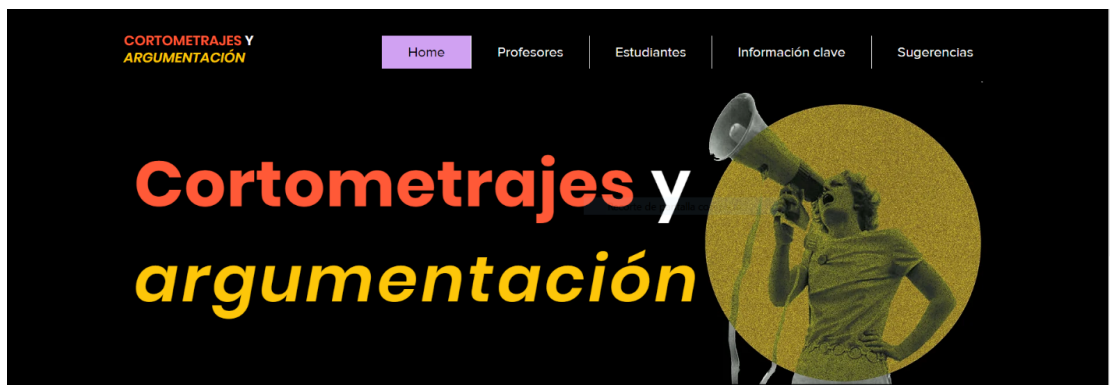 CORTOMETRAJES Y
ARGUMENTACIÓN
Home
Profesores
Estudiantes
Información clave
Sugerencias
Cortometrajes y
argumentación